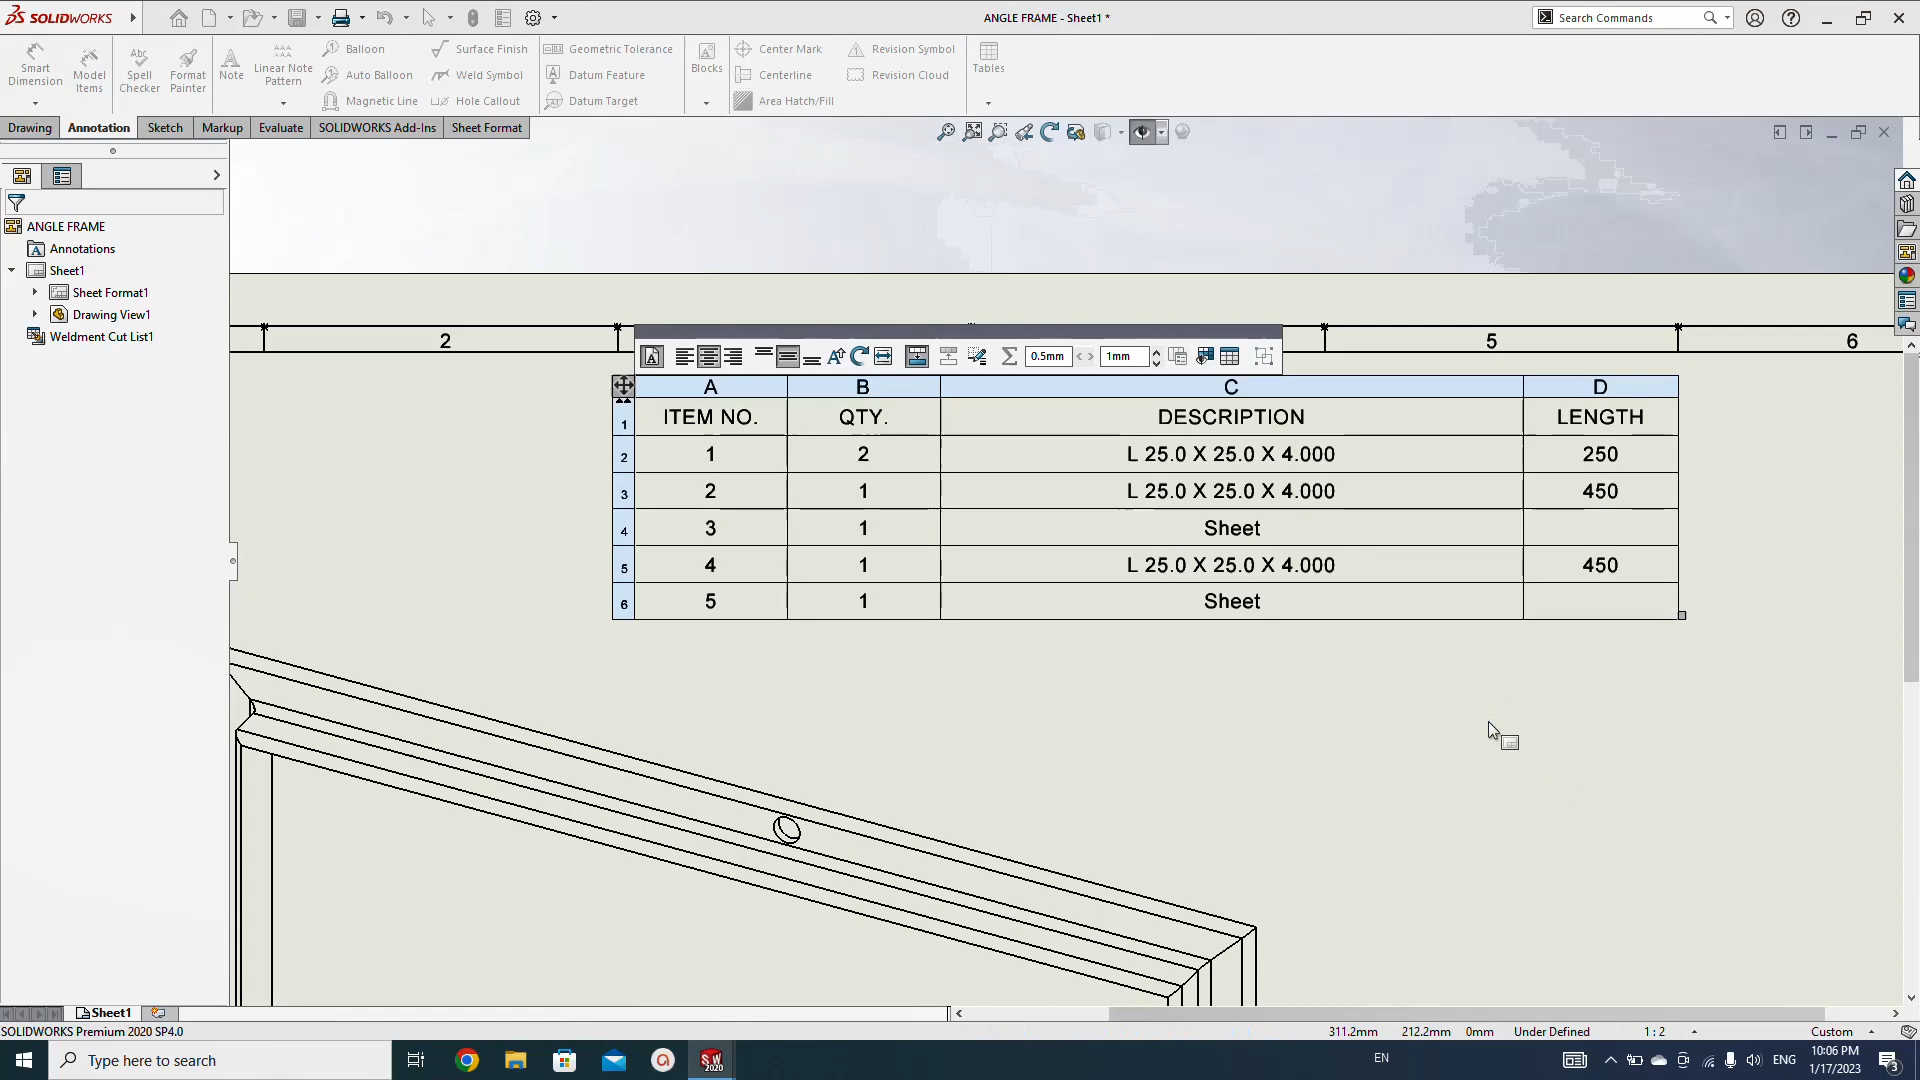 SOLIDWORKS
ANGLE FRAME - Sheet1 *
Search Commands
Smart Dimension
Model Items
Spell Checker
Format Painter
Note
Linear Note Pattern
Balloon
Auto Balloon
Magnetic Line
Surface Finish
Weld Symbol
Hole Callout
Geometric Tolerance
Datum Feature
Datum Target
Blocks
Center Mark
Centerline
Area Hatch/Fill
Revision Symbol
Revision Cloud
Tables
Drawing Annotation Sketch Markup Evaluate SOLIDWORKS Add-Ins Sheet Format
ANGLE FRAME
Annotations
Sheet1
Sheet Format1
Drawing View1
Weldment Cut List1
2 5 6
0.5mm 1mm
A B C D
1 ITEM NO. QTY. DESCRIPTION LENGTH
2 1 2 L 25.0 X 25.0 X 4.000 250
3 2 1 L 25.0 X 25.0 X 4.000 450
4 3 1 Sheet
5 4 1 L 25.0 X 25.0 X 4.000 450
6 5 1 Sheet
Sheet1
SOLIDWORKS Premium 2020 SP4.0 311.2mm 212.2mm 0mm Under Defined 1 : 2 Custom
Type here to search
SW 2020
EN
ENG
10:06 PM
1/17/2023
3